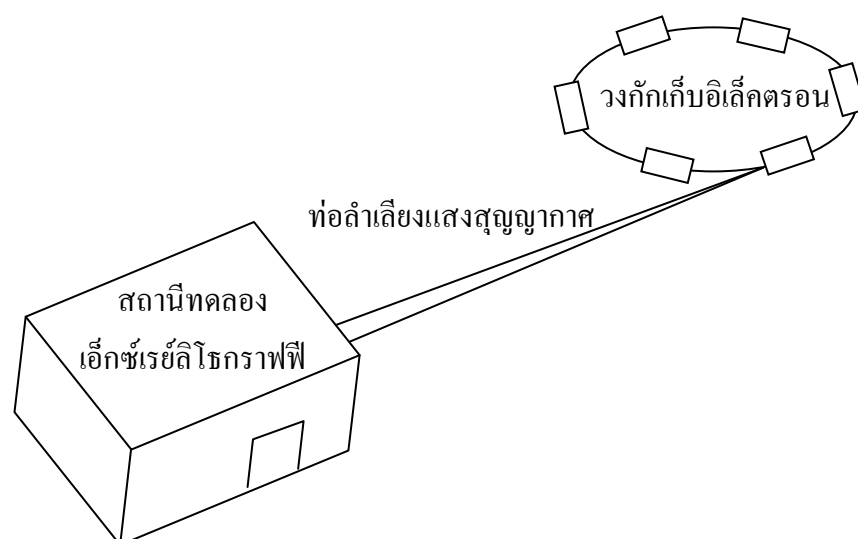 วงกักเก็บอิเล็คตรอน
ท่อลำเลียงแสงสุญญากาศ
สถานีทดลอง
เอ็กซ์เรย์ลิโธกราฟฟี